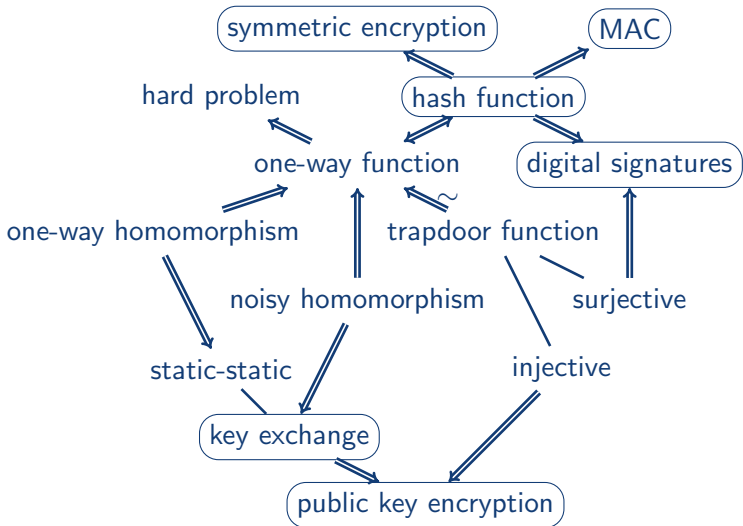 symmetric encryption
MAC
hard problem
hash function
one-way function
digital signatures
∼
one-way homomorphism
trapdoor function
noisy homomorphism
surjective
static-static
injective
key exchange
public key encryption